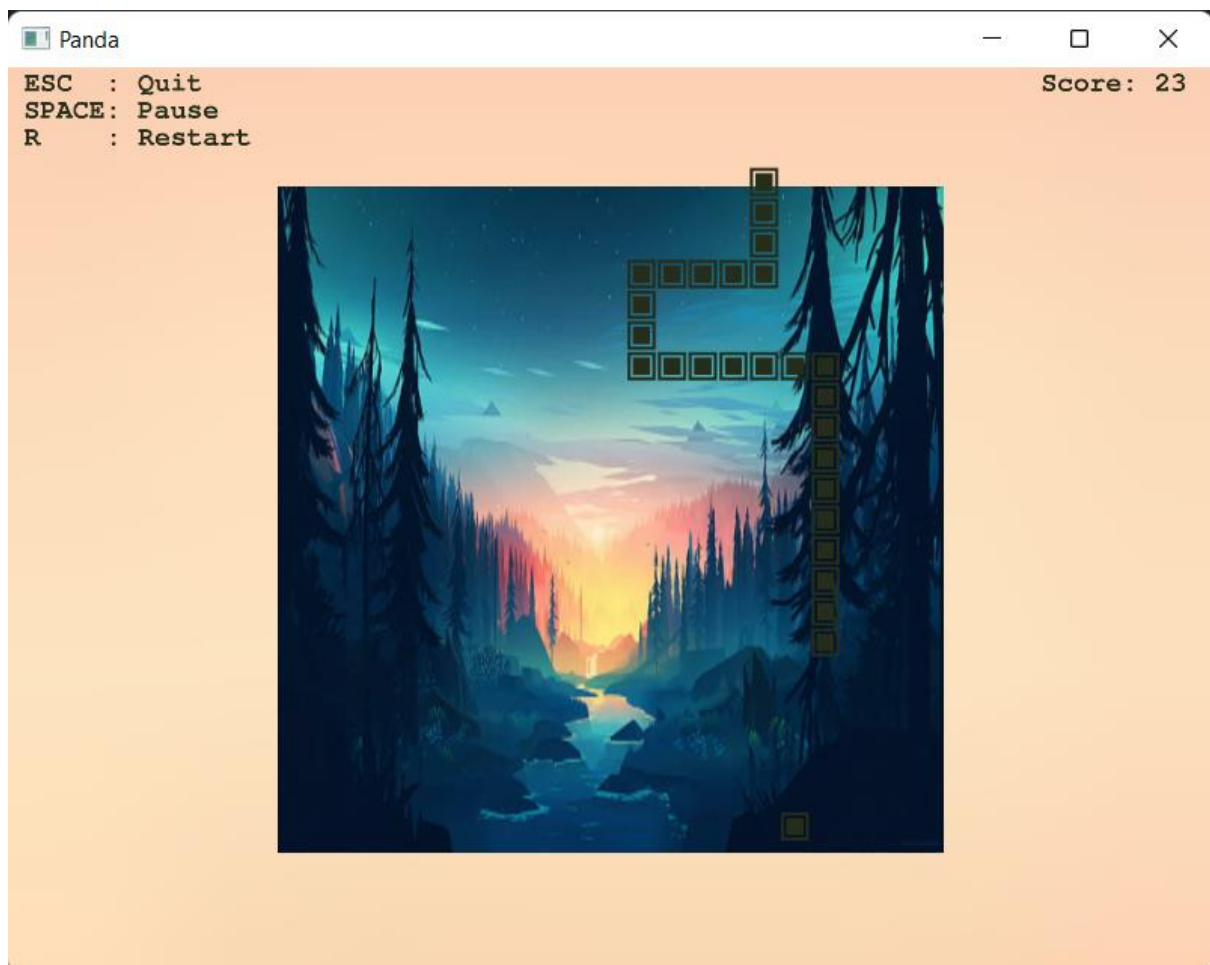 Panda
ESC   : Quit
SPACE: Pause
R     : Restart
Score: 23